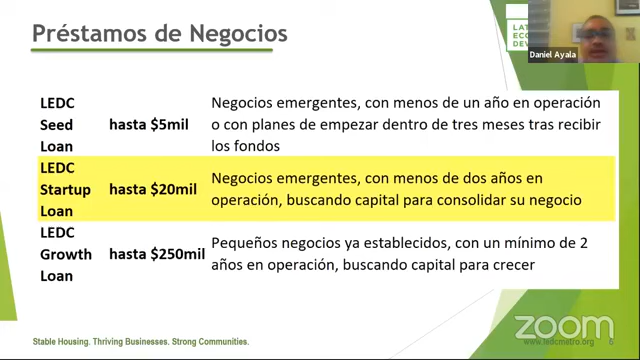 Préstamos de Negocios
LAT
ECO
DEV
Daniel Ayala
LEDC
Seed
Loan
hasta $5mil
Negocios emergentes, con menos de un año en operación
o con planes de empezar dentro de tres meses tras recibir
los fondos
LEDC
Startup
Loan
hasta $20mil
Negocios emergentes, con menos de dos años en
operación, buscando capital para consolidar su negocio
LEDC
Growth
Loan
hasta $250mil
Pequeños negocios ya establecidos, con un mínimo de 2
años en operación, buscando capital para crecer
Stable Housing. Thriving Businesses. Strong Communities.
www.ledcmetro.org
zoom